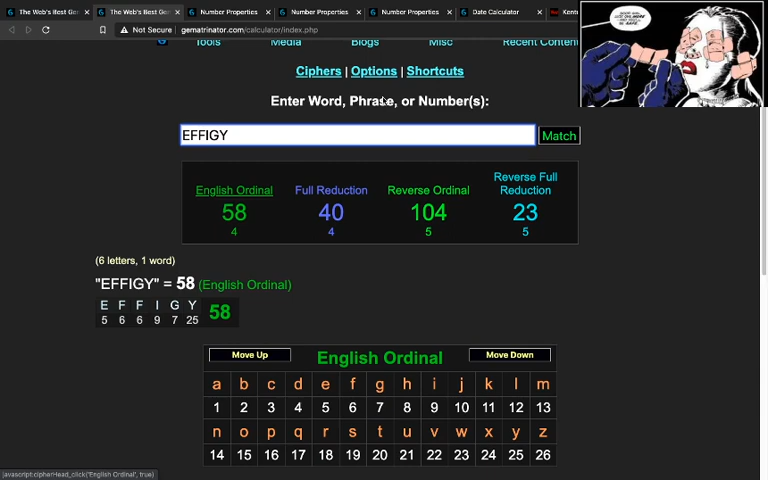 The Web's Best Gen
The Web's Best Gen
Number Properties
Number Properties
Number Properties
Date Calculator
Kent
Not Secure | gematrinator.com/calculator/index.php
Tools Media Blogs Misc Recent Content
Ciphers | Options | Shortcuts
Enter Word, Phrase, or Number(s):
EFFIGY Match
English Ordinal Full Reduction Reverse Ordinal Reverse Full Reduction
58 40 104 23
4 4 5 5
(6 letters, 1 word)
"EFFIGY" = 58 (English Ordinal)
E F F I G Y 58
5 6 6 9 7 25
Move Up English Ordinal Move Down
a b c d e f g h i j k l m
1 2 3 4 5 6 7 8 9 10 11 12 13
n o p q r s t u v w x y z
14 15 16 17 18 19 20 21 22 23 24 25 26
javascript:cipherHead_click('English Ordinal', true)